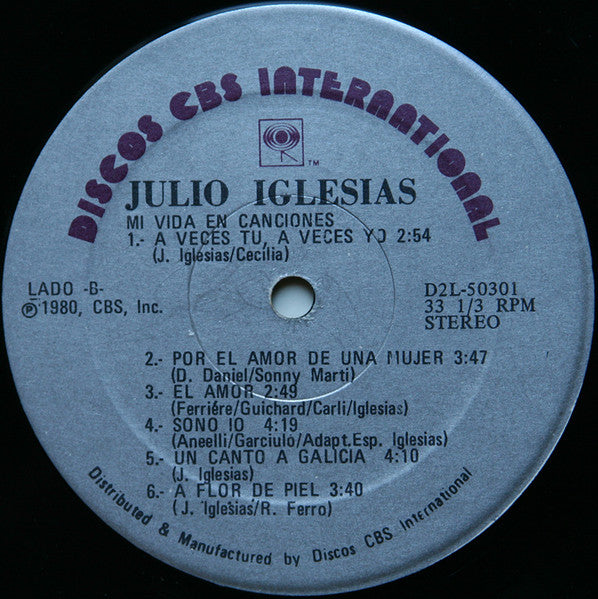 DISCOS CBS INTERNATIONAL
TM
JULIO IGLESIAS
MI VIDA EN CANCIONES
1.- A VECES TU, A VECES YO 2:54
(J. Iglesias/Cecilia)
LADO -B-
Ⓟ1980, CBS, Inc.
D2L-50301
33 1/3 RPM
STEREO
2.- POR EL AMOR DE UNA MUJER 3:47
(D. Daniel/Sonny Marti)
3.- EL AMOR 2:49
(Ferriére/Guichard/Carli/Iglesias)
4.- SONO IO 4:19
(Aneelli/Garciulo/Adapt.Esp. Iglesias)
5.- UN CANTO A GALICIA 4:10
(J. Iglesias)
6.- A FLOR DE PIEL 3:40
(J. Iglesias/R. Ferro)
Distributed & Manufactured by Discos CBS International